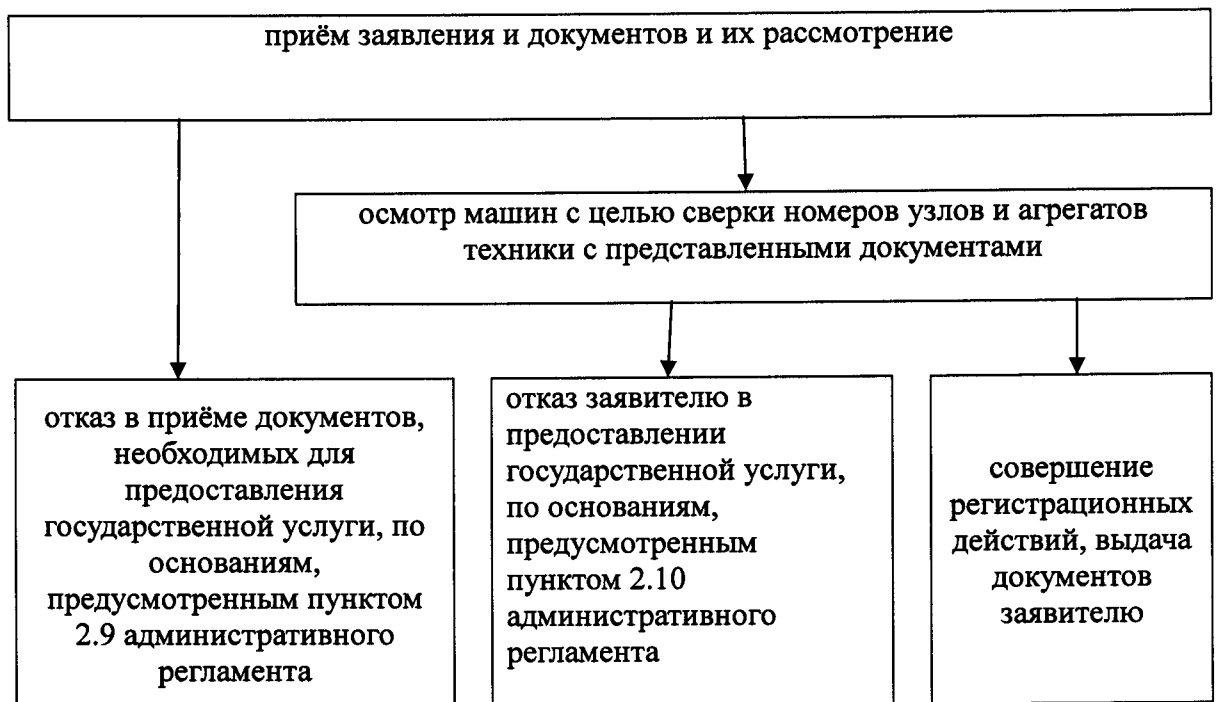 приём заявления и документов и их рассмотрение
осмотр машин с целью сверки номеров узлов и агрегатов
техники с представленными документами
отказ в приёме документов,
необходимых для
предоставления
государственной услуги, по
основаниям,
предусмотренным пунктом
2.9 административного
регламента
отказ заявителю в
предоставлении
государственной услуги,
по основаниям,
предусмотренным
пунктом 2.10
административного
регламента
совершение
регистрационных
действий, выдача
документов
заявителю